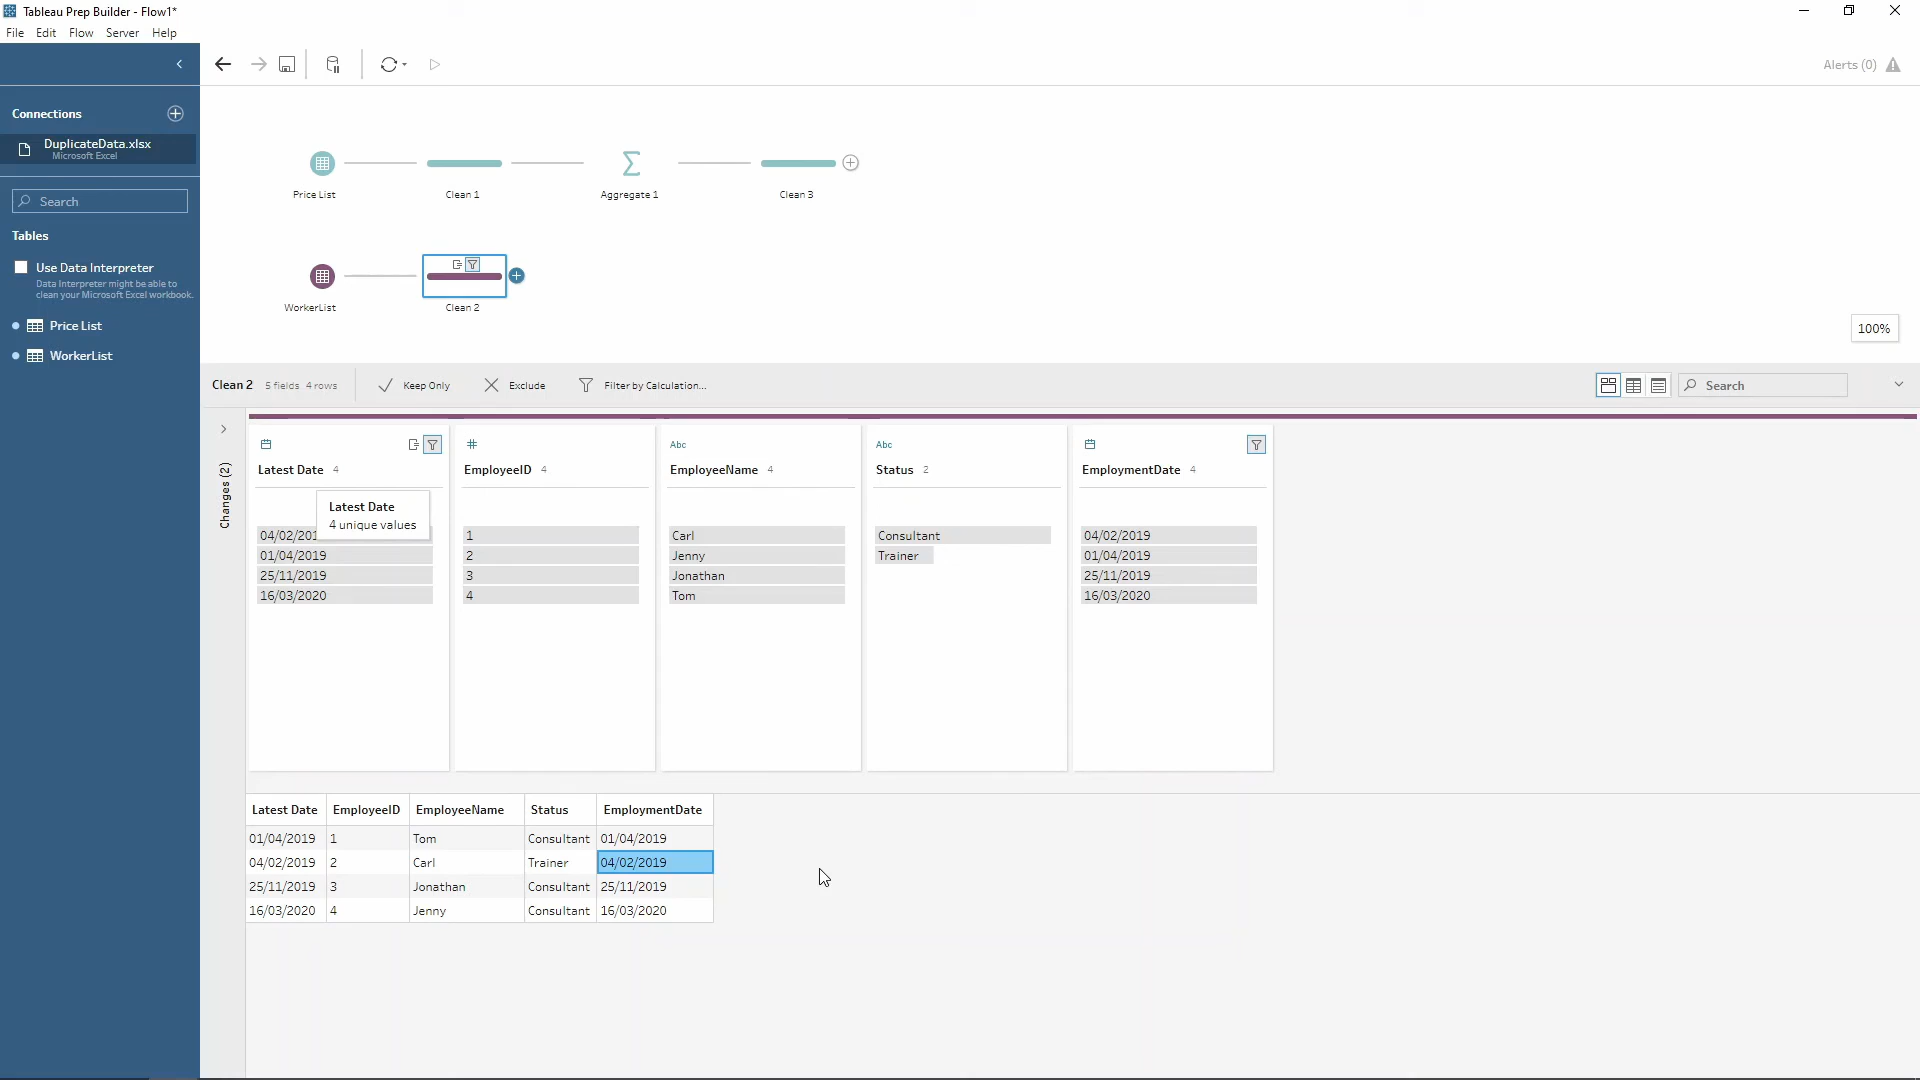 Tableau Prep Builder - Flow1*
File Edit Flow Server Help
Alerts (0)
Connections
DuplicateData.xlsx
Microsoft Excel
Search
Tables
Use Data Interpreter
Data Interpreter might be able to
clean your Microsoft Excel workbook.
Price List
WorkerList
Price List
Clean 1
Aggregate 1
Clean 3
WorkerList
Clean 2
100%
Clean 2 5 fields 4 rows Keep Only Exclude Filter by Calculation... Search
Changes (2)
Latest Date 4
Latest Date
4 unique values
04/02/201
01/04/2019
25/11/2019
16/03/2020
#
EmployeeID 4
1
2
3
4
Abc
EmployeeName 4
Carl
Jenny
Jonathan
Tom
Abc
Status 2
Consultant
Trainer
EmploymentDate 4
04/02/2019
01/04/2019
25/11/2019
16/03/2020
Latest Date EmployeeID EmployeeName Status EmploymentDate
01/04/2019 1 Tom Consultant 01/04/2019
04/02/2019 2 Carl Trainer 04/02/2019
25/11/2019 3 Jonathan Consultant 25/11/2019
16/03/2020 4 Jenny Consultant 16/03/2020